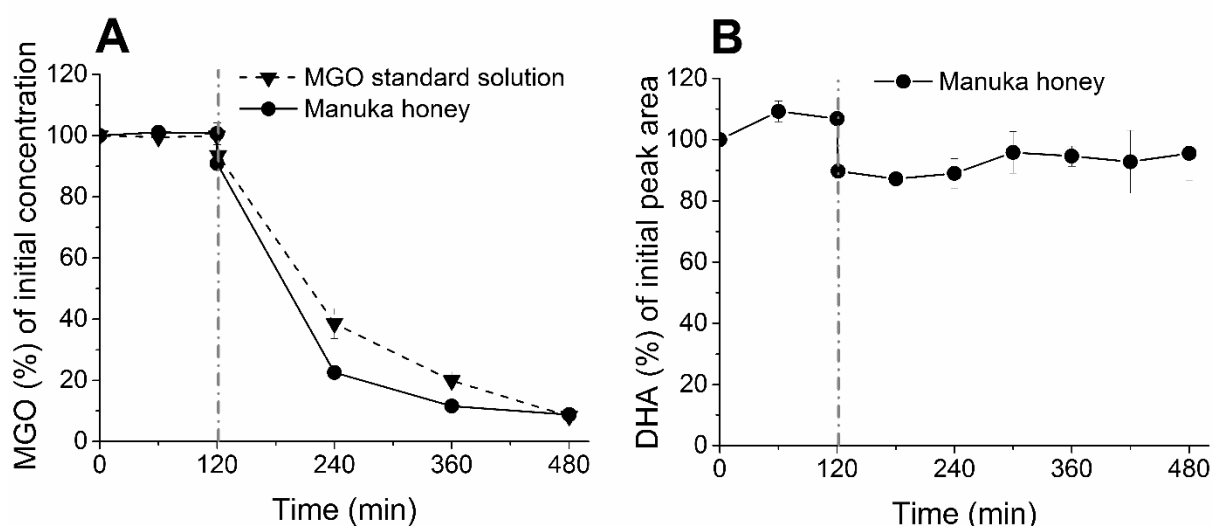 A
MGO (%) of initial concentration
120
100
80
60
40
20
0
MGO standard solution
Manuka honey
0 120 240 360 480
Time (min)
B
DHA (%) of initial peak area
120
100
80
60
40
20
0
Manuka honey
0 120 240 360 480
Time (min)